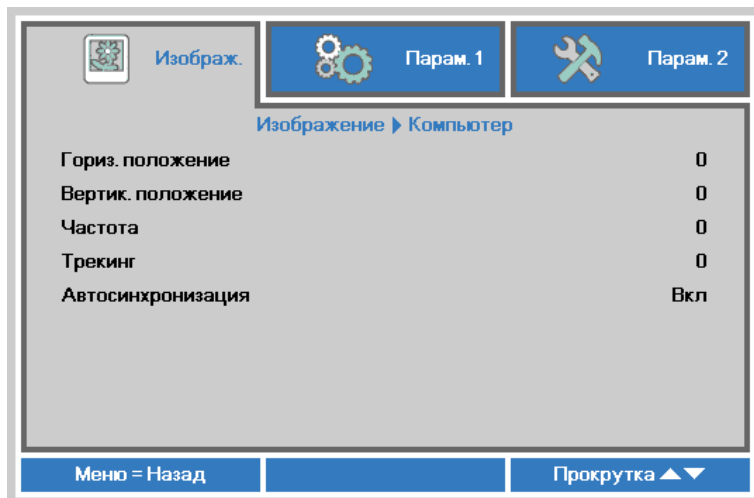 Изображ. Парам. 1 Парам. 2
Изображение ▶ Компьютер
Гориз. положение 0
Вертик. положение 0
Частота 0
Трекинг 0
Автосинхронизация Вкл
Меню = Назад Прокрутка ▲▼